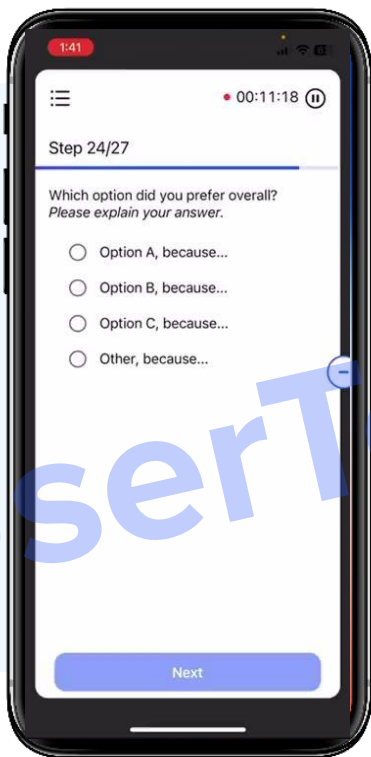 1:41
00:11:18
Step 24/27
Which option did you prefer overall?
Please explain your answer.
Option A, because...
Option B, because...
Option C, because...
Other, because...
serT
Next